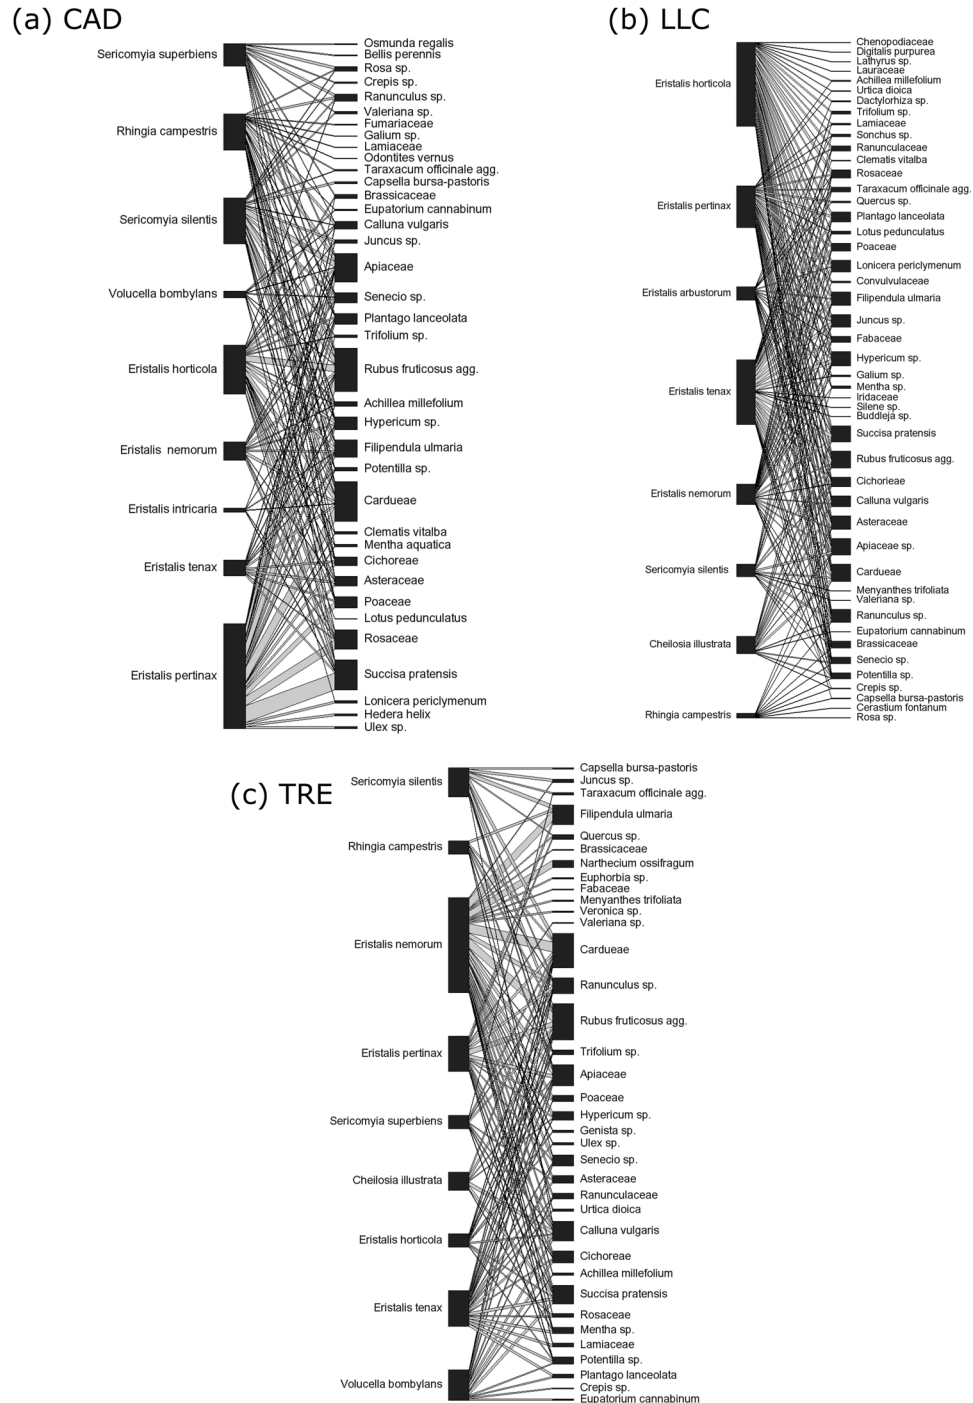 (a) CAD
Sericomyia superbiens
Rhingia campestris
Sericomyia silentis
Volucella bombylans
Eristalis horticola
Eristalis nemorum
Eristalis intricaria
Eristalis tenax
Eristalis pertinax
Osmunda regalis
Bellis perennis
Rosa sp.
Crepis sp.
Ranunculus sp.
Valeriana sp.
Fumariaceae
Galium sp.
Lamiaceae
Odontites vernus
Taraxacum officinale agg.
Capsella bursa-pastoris
Brassicaceae
Eupatorium cannabinum
Calluna vulgaris
Juncus sp.
Apiaceae
Senecio sp.
Plantago lanceolata
Trifolium sp.
Rubus fruticosus agg.
Achillea millefolium
Hypericum sp.
Filipendula ulmaria
Potentilla sp.
Cardueae
Clematis vitalba
Mentha aquatica
Cichoreae
Asteraceae
Poaceae
Lotus pedunculatus
Rosaceae
Succisa pratensis
Lonicera periclymenum
Hedera helix
Ulex sp.
(b) LLC
Eristalis horticola
Eristalis pertinax
Eristalis arbustorum
Eristalis tenax
Eristalis nemorum
Sericomyia silentis
Cheilosia illustrata
Rhingia campestris
Chenopodiaceae
Digitalis purpurea
Lathyrus sp.
Lauraceae
Achillea millefolium
Urtica dioica
Dactylorhiza sp.
Trifolium sp.
Lamiaceae
Sonchus sp.
Ranunculaceae
Clematis vitalba
Rosaceae
Taraxacum officinale agg.
Quercus sp.
Plantago lanceolata
Lotus pedunculatus
Poaceae
Lonicera periclymenum
Convulvulaceae
Filipendula ulmaria
Juncus sp.
Fabaceae
Hypericum sp.
Galium sp.
Mentha sp.
Iridaceae
Silene sp.
Buddleja sp.
Succisa pratensis
Rubus fruticosus agg.
Cichorieae
Calluna vulgaris
Asteraceae
Apiaceae sp.
Cardueae
Menyanthes trifoliata
Valeriana sp.
Ranunculus sp.
Eupatorium cannabinum
Brassicaceae
Senecio sp.
Potentilla sp.
Crepis sp.
Capsella bursa-pastoris
Cerastium fontanum
Rosa sp.
(c) TRE
Sericomyia silentis
Rhingia campestris
Eristalis nemorum
Eristalis pertinax
Sericomyia superbiens
Cheilosia illustrata
Eristalis horticola
Eristalis tenax
Volucella bombylans
Capsella bursa-pastoris
Juncus sp.
Taraxacum officinale agg.
Filipendula ulmaria
Quercus sp.
Brassicaceae
Narthecium ossifragum
Euphorbia sp.
Fabaceae
Menyanthes trifoliata
Veronica sp.
Valeriana sp.
Cardueae
Ranunculus sp.
Rubus fruticosus agg.
Trifolium sp.
Apiaceae
Poaceae
Hypericum sp.
Genista sp.
Ulex sp.
Senecio sp.
Asteraceae
Ranunculaceae
Urtica dioica
Calluna vulgaris
Cichoreae
Achillea millefolium
Succisa pratensis
Rosaceae
Mentha sp.
Lamiaceae
Potentilla sp.
Plantago lanceolata
Crepis sp.
Eupatorium cannabinum